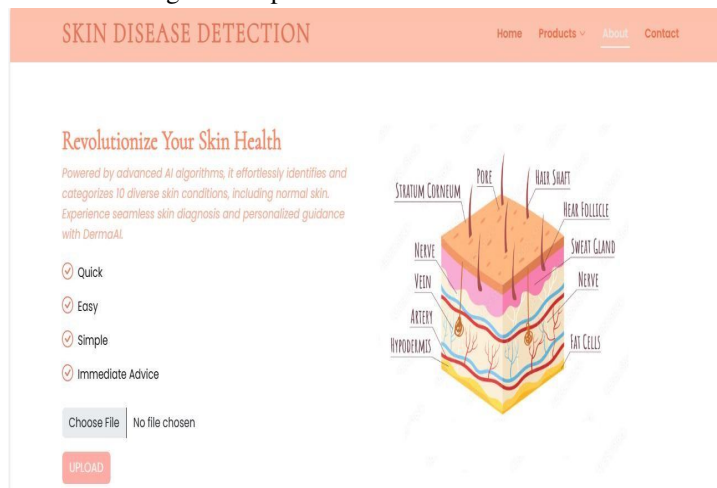 SKIN DISEASE DETECTION
Home Products About Contact
Revolutionize Your Skin Health
Powered by advanced AI algorithms, it effortlessly identifies and
categorizes 10 diverse skin conditions, including normal skin.
Experience seamless skin diagnosis and personalized guidance
with DermaAI.
Quick
Easy
Simple
Immediate Advice
Choose File No file chosen
UPLOAD
STRATUM CORNEUM
PORE
HAIR SHAFT
HEAR FOLLICLE
SWEAT GLAND
NERVE
NERVE
VEIN
ARTERY
HYPODERMIS
FAT CELLS